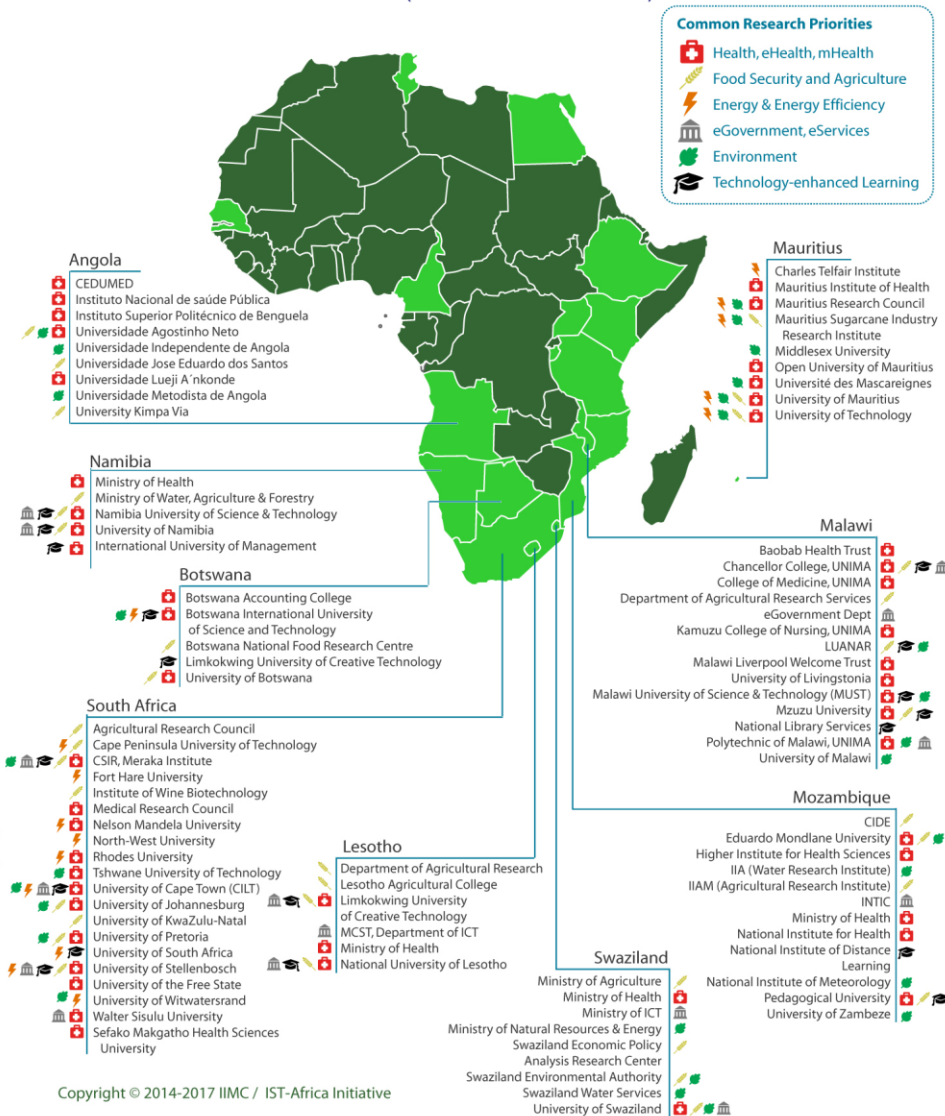 Common Research Priorities
Health, eHealth, mHealth
Food Security and Agriculture
Energy & Energy Efficiency
eGovernment, eServices
Environment
Technology-enhanced Learning
Angola
CEDUMED
Instituto Nacional de saúde Pública
Instituto Superior Politécnico de Benguela
Universidade Agostinho Neto
Universidade Independente de Angola
Universidade Jose Eduardo dos Santos
Universidade Lueji A´nkonde
Universidade Metodista de Angola
University Kimpa Via
Mauritius
Charles Telfair Institute
Mauritius Institute of Health
Mauritius Research Council
Mauritius Sugarcane Industry
Research Institute
Middlesex University
Open University of Mauritius
Université des Mascareignes
University of Mauritius
University of Technology
Namibia
Ministry of Health
Ministry of Water, Agriculture & Forestry
Namibia University of Science & Technology
University of Namibia
International University of Management
Botswana
Botswana Accounting College
Botswana International University
of Science and Technology
Botswana National Food Research Centre
Limkokwing University of Creative Technology
University of Botswana
Malawi
Baobab Health Trust
Chancellor College, UNIMA
College of Medicine, UNIMA
Department of Agricultural Research Services
eGovernment Dept
Kamuzu College of Nursing, UNIMA
LUANAR
Malawi Liverpool Welcome Trust
University of Livingstonia
Malawi University of Science & Technology (MUST)
Mzuzu University
National Library Services
Polytechnic of Malawi, UNIMA
University of Malawi
South Africa
Agricultural Research Council
Cape Peninsula University of Technology
CSIR, Meraka Institute
Fort Hare University
Institute of Wine Biotechnology
Medical Research Council
Nelson Mandela University
North-West University
Rhodes University
Tshwane University of Technology
University of Cape Town (CILT)
University of Johannesburg
University of KwaZulu-Natal
University of Pretoria
University of South Africa
University of Stellenbosch
University of the Free State
University of Witwatersrand
Walter Sisulu University
Sefako Makgatho Health Sciences
University
Lesotho
Department of Agricultural Research
Lesotho Agricultural College
Limkokwing University
of Creative Technology
MCST, Department of ICT
Ministry of Health
National University of Lesotho
Mozambique
CIDE
Eduardo Mondlane University
Higher Institute for Health Sciences
IIA (Water Research Institute)
IIAM (Agricultural Research Institute)
INTIC
Ministry of Health
National Institute for Health
National Institute of Distance
Learning
National Institute of Meteorology
Pedagogical University
University of Zambeze
Swaziland
Ministry of Agriculture
Ministry of Health
Ministry of ICT
Ministry of Natural Resources & Energy
Swaziland Economic Policy
Analysis Research Center
Swaziland Environmental Authority
Swaziland Water Services
University of Swaziland
Copyright © 2014-2017 IIMC / IST-Africa Initiative